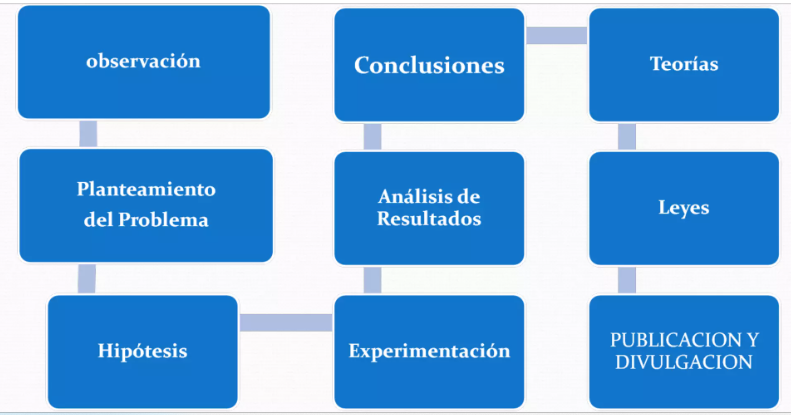 observación
Planteamiento
del Problema
Hipótesis
Experimentación
Análisis de
Resultados
Conclusiones
Teorías
Leyes
PUBLICACION Y
DIVULGACION